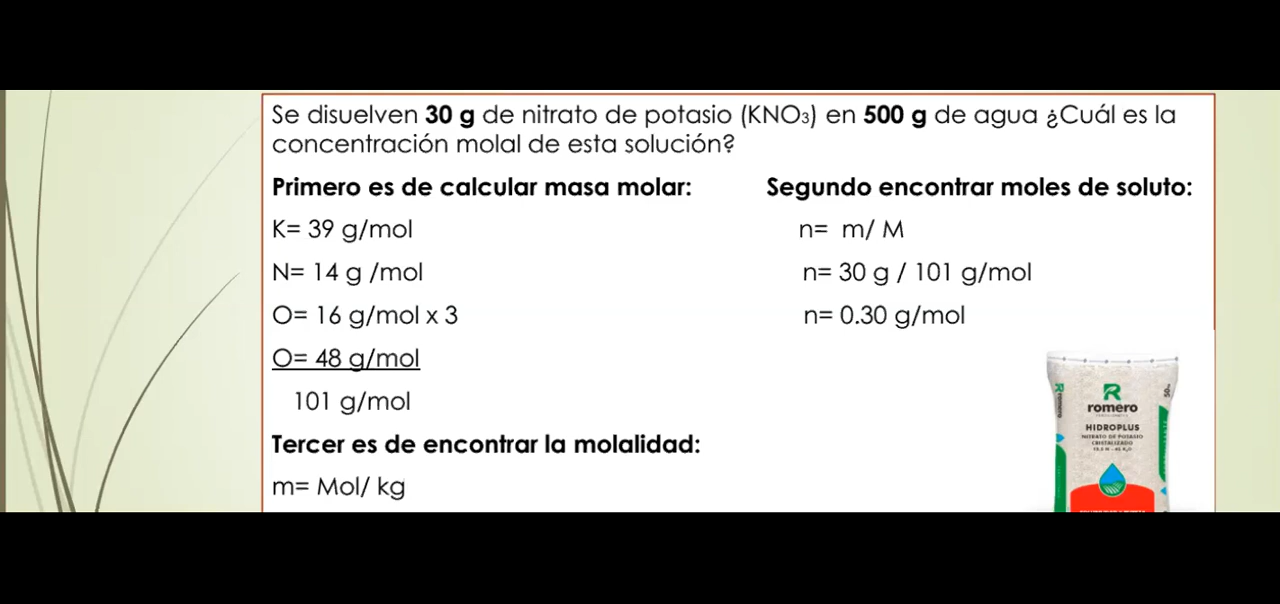 Se disuelven 30 g de nitrato de potasio (KNO₃) en 500 g de agua ¿Cuál es la
concentración molal de esta solución?
Primero es de calcular masa molar:
K= 39 g/mol
N= 14 g /mol
O= 16 g/mol x 3
O= 48 g/mol
101 g/mol
Tercer es de encontrar la molalidad:
m= Mol/ kg
Segundo encontrar moles de soluto:
n= m/ M
n= 30 g / 101 g/mol
n= 0.30 g/mol
romero
HIDROPLUS
NITRATO DE POTASIO
CRISTALIZADO